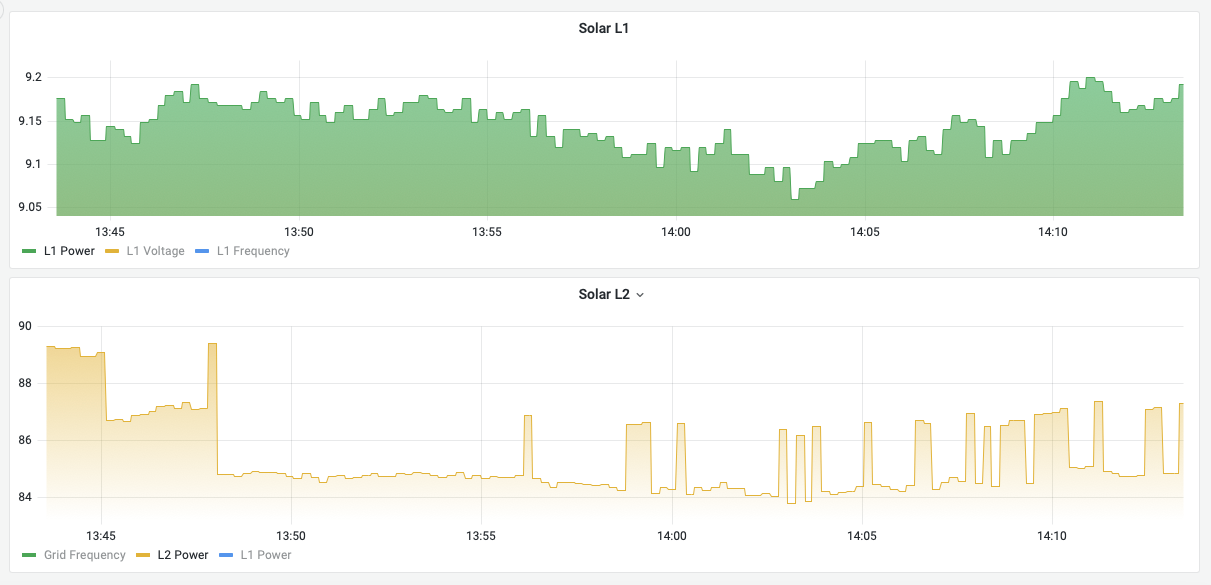 Solar L1
9.2
9.15
9.1
9.05
13:45 13:50 13:55 14:00 14:05 14:10
L1 Power L1 Voltage L1 Frequency
Solar L2
90
88
86
84
13:45 13:50 13:55 14:00 14:05 14:10
Grid Frequency L2 Power L1 Power